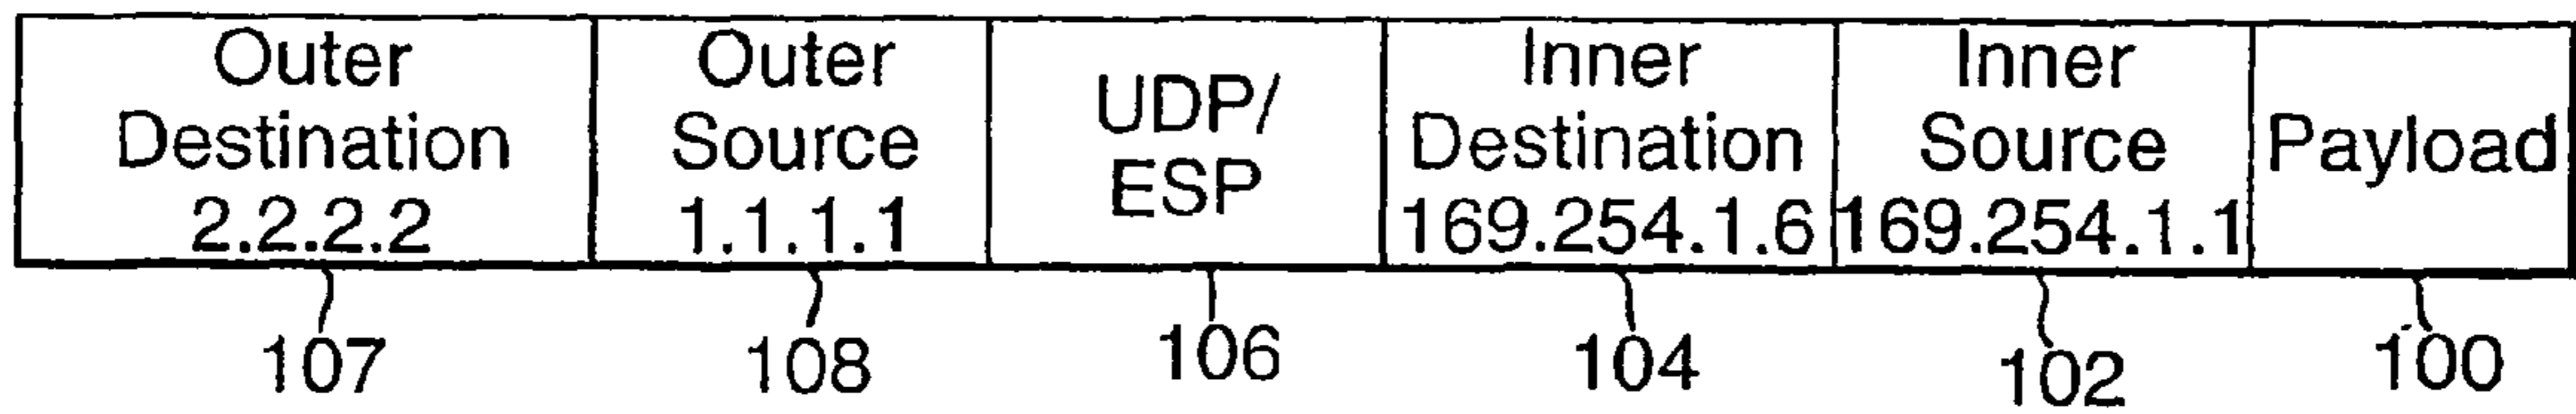 Outer
Destination
2.2.2.2
Outer
Source
1.1.1.1
UDP/
ESP
Inner
Destination
169.254.1.6
Inner
Source
169.254.1.1
Payload
107
108
106
104
102
100